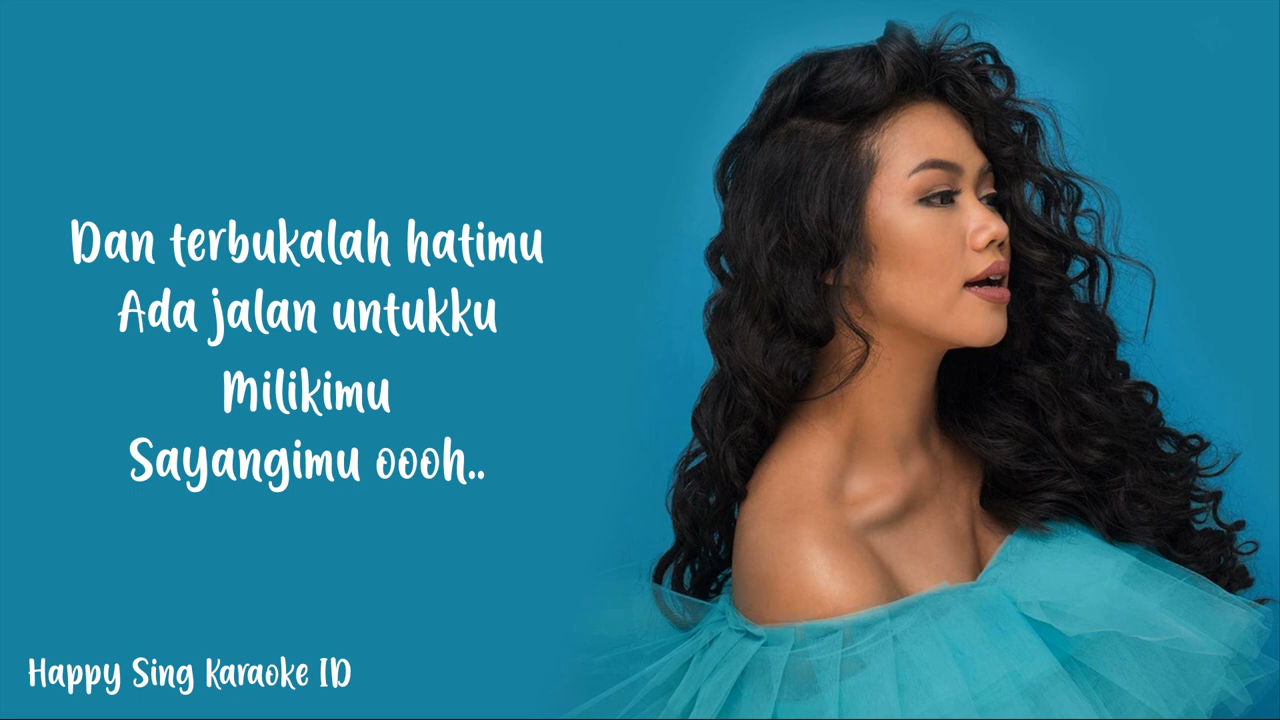 Dan terbukalah hatimu
Ada jalan untukku
Milikimu
Sayangimu oooh..
Happy Sing Karaoke ID